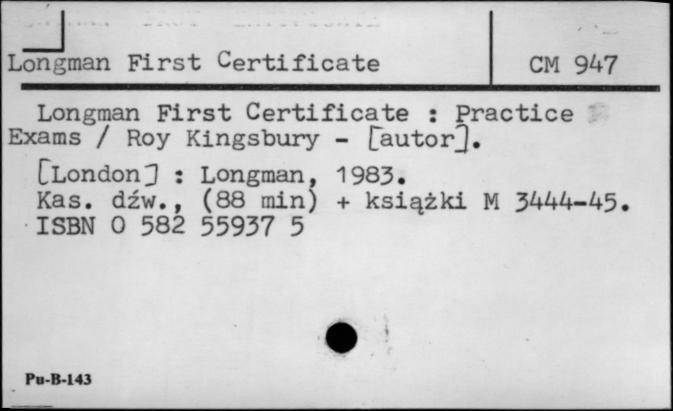 Longman First Certificate
CM 947
Longman First Certificate : Practice
Exams / Roy Kingsbury - [autor].
[London] : Longman, 1983.
Kas. dźw., (88 min) + książki M 3444-45.
ISBN 0 582 55937 5
Pu-B-143